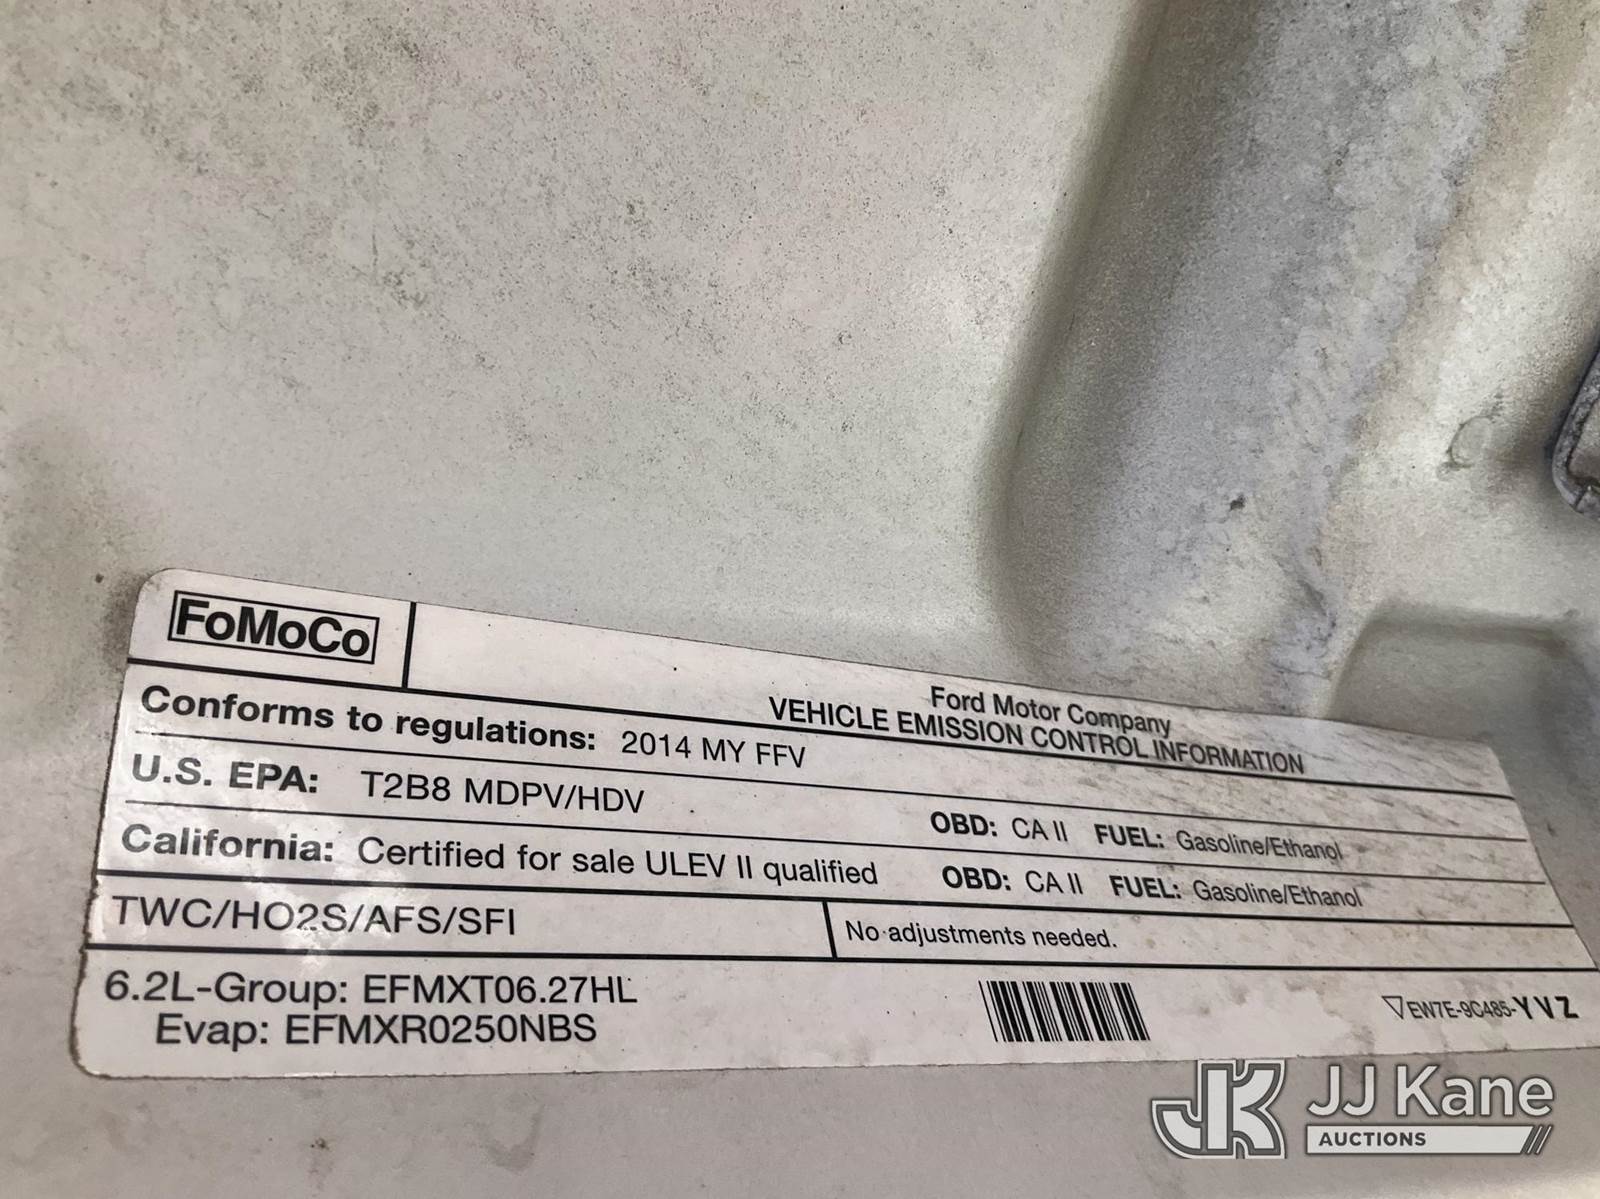 FoMoCo
Ford Motor Company
VEHICLE EMISSION CONTROL INFORMATION
Conforms to regulations: 2014 MY FFV
U.S. EPA: T2B8 MDPV/HDV OBD: CA II FUEL: Gasoline/Ethanol
California: Certified for sale ULEV II qualified OBD: CA II FUEL: Gasoline/Ethanol
TWC/HO2S/AFS/SFI No adjustments needed.
6.2L-Group: EFMXT06.27HL
Evap: EFMXR0250NBS
EW7E-9C485-YVZ
JK JJ Kane
AUCTIONS